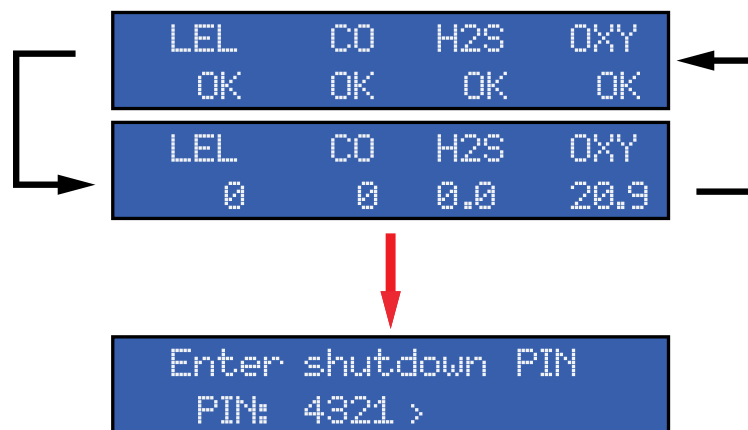 LEL CO H2S OXY
OK OK OK OK
LEL CO H2S OXY
0 0 0.0 20.9
Enter shutdown PIN
PIN: 4321 >